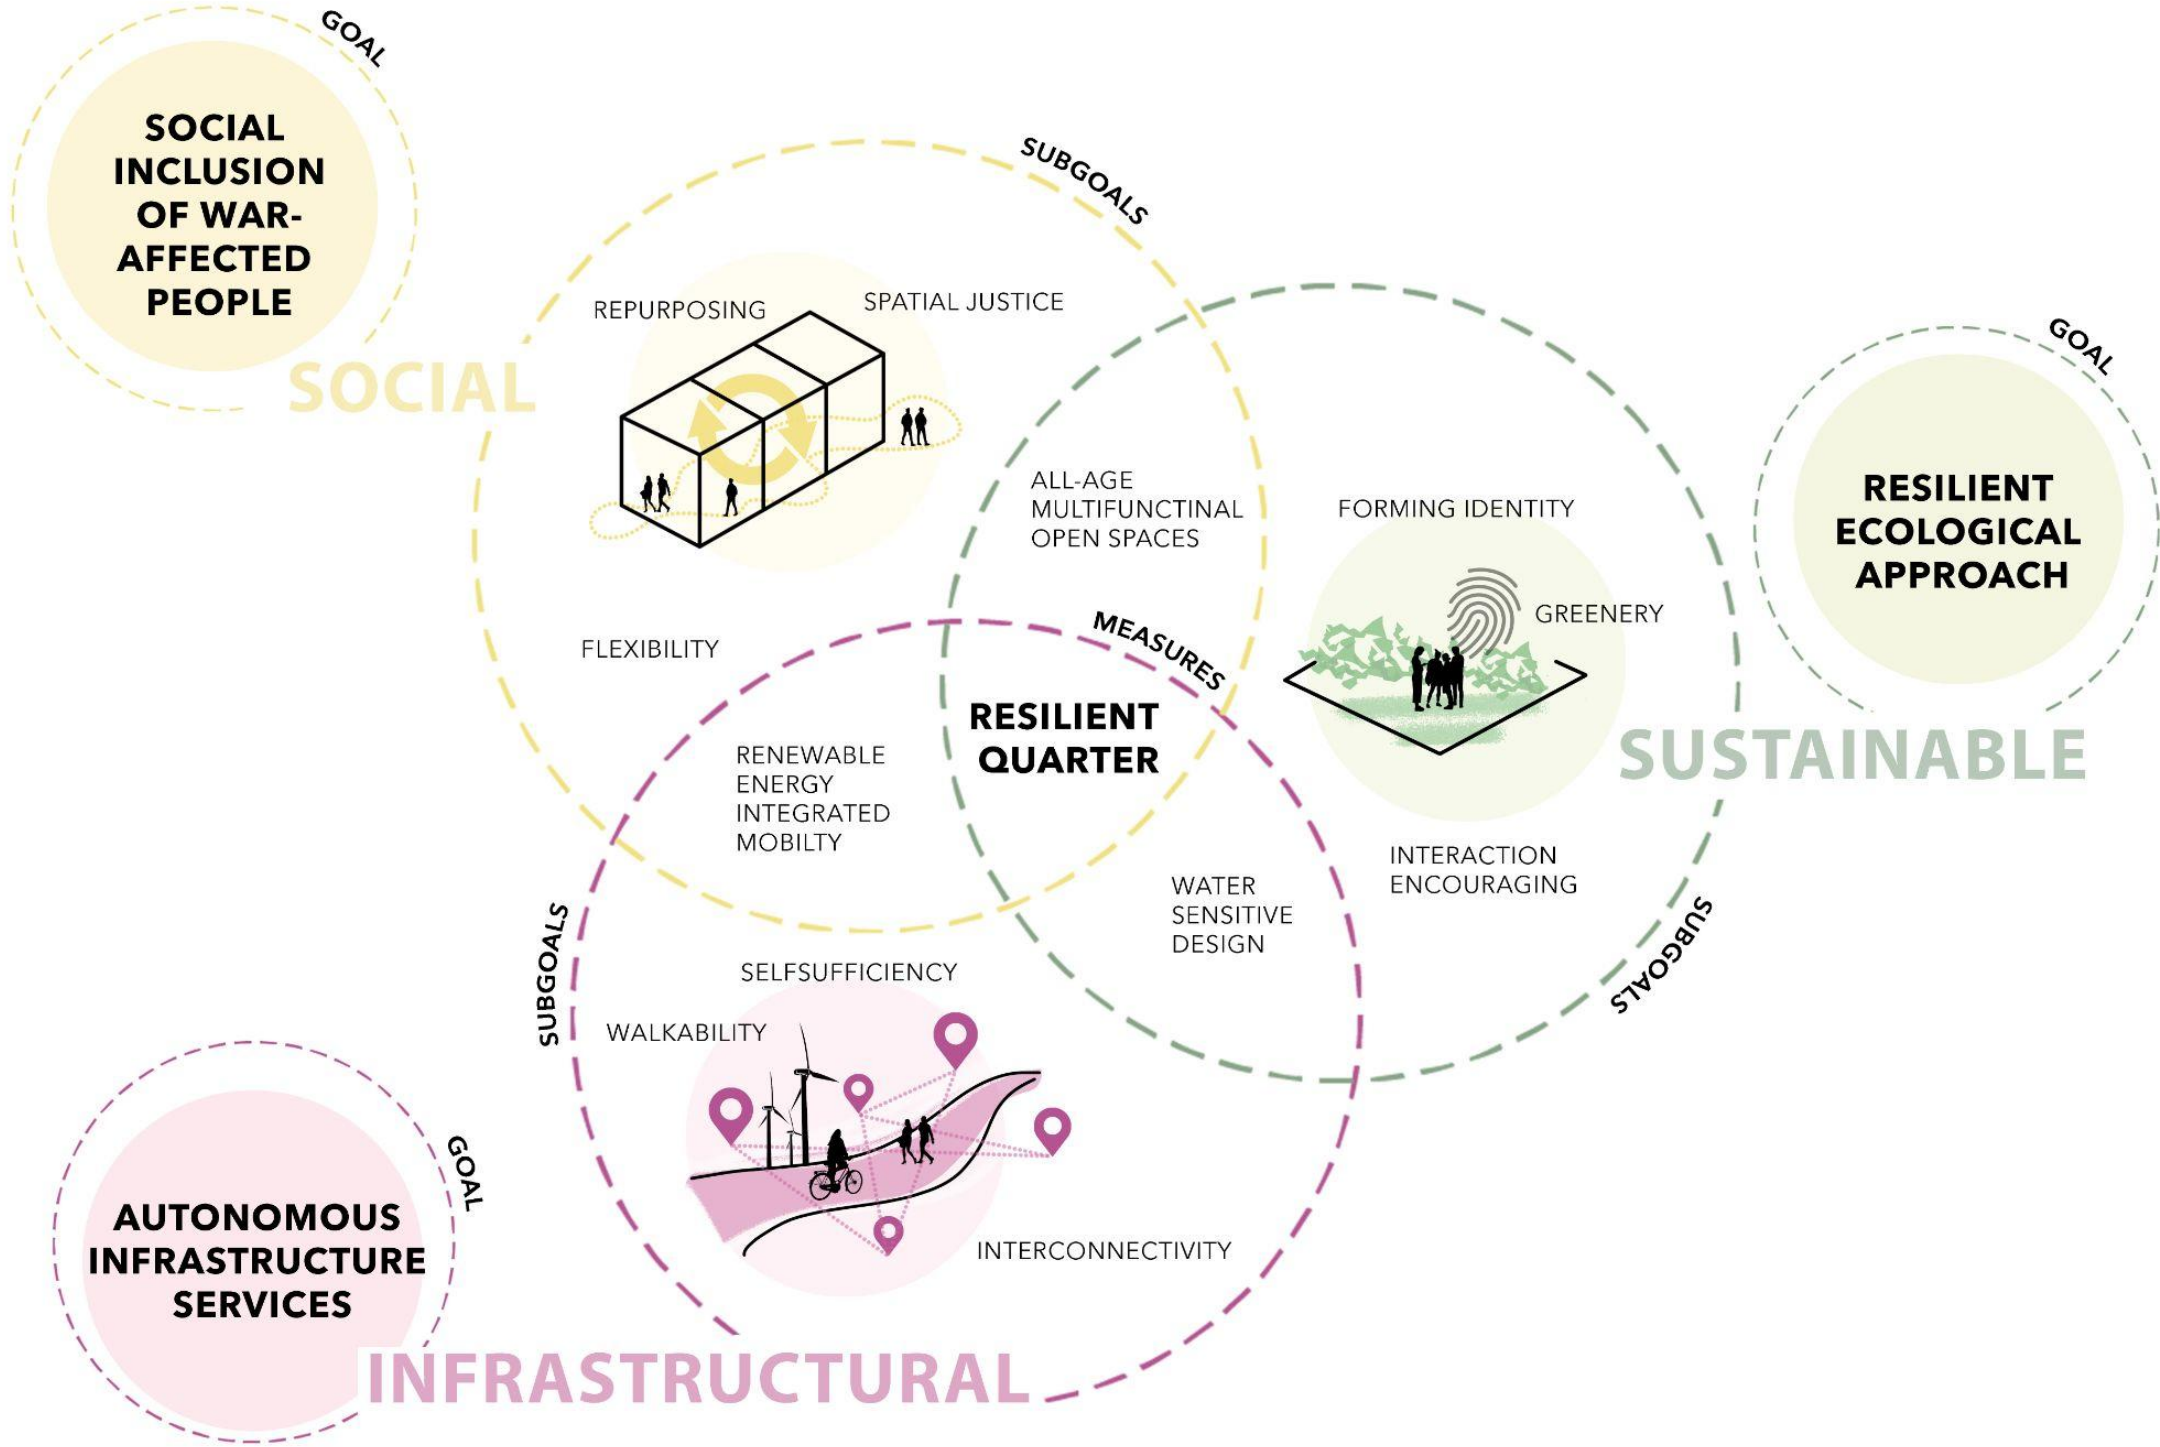 GOAL
SOCIAL
INCLUSION
OF WAR-
AFFECTED
PEOPLE
SOCIAL
SUBGOALS
REPURPOSING
SPATIAL JUSTICE
FLEXIBILITY
ALL-AGE
MULTIFUNCTINAL
OPEN SPACES
FORMING IDENTITY
GREENERY
INTERACTION
ENCOURAGING
SUBGOALS
GOAL
RESILIENT
ECOLOGICAL
APPROACH
SUSTAINABLE
MEASURES
RESILIENT
QUARTER
RENEWABLE
ENERGY
INTEGRATED
MOBILTY
WATER
SENSITIVE
DESIGN
SUBGOALS
SELFSUFFICIENCY
WALKABILITY
INTERCONNECTIVITY
GOAL
AUTONOMOUS
INFRASTRUCTURE
SERVICES
INFRASTRUCTURAL